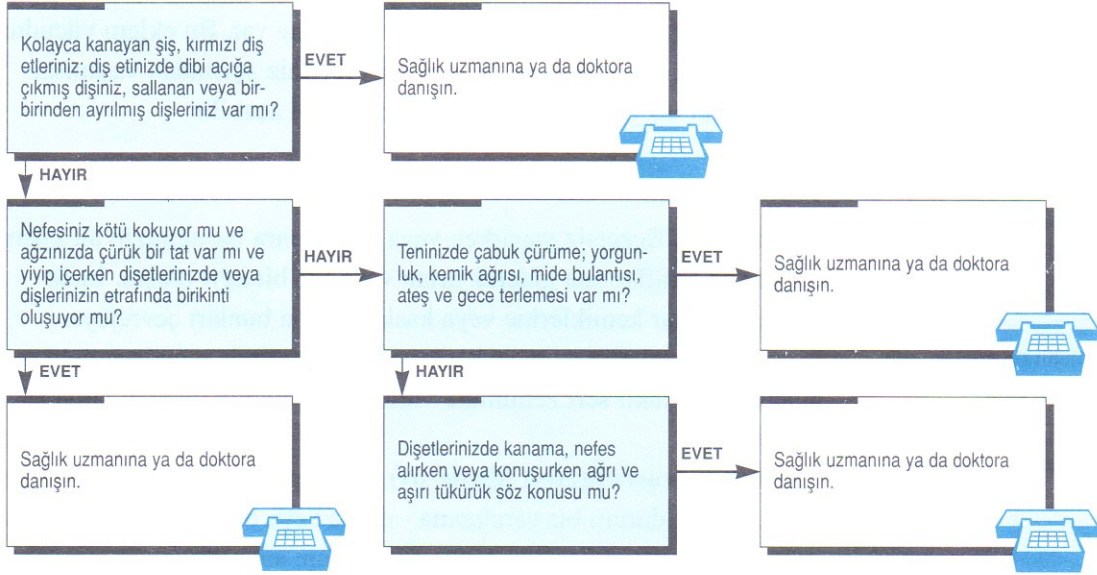 Kolayca kanayan şiş, kırmızı diş
etleriniz; diş etinizde dibi açığa
çıkmış dişiniz, sallanan veya bir-
birinden ayrılmış dişleriniz var mı?
EVET
Sağlık uzmanına ya da doktora
danışın.
HAYIR
Nefesiniz kötü kokuyor mu ve
ağzınızda çürük bir tat var mı ve
yiyip içerken dişetlerinizde veya
dişlerinizin etrafında birikinti
oluşuyor mu?
HAYIR
Teninizde çabuk çürüme; yorgun-
luk, kemik ağrısı, mide bulantısı,
ateş ve gece terlemesi var mı?
EVET
Sağlık uzmanına ya da doktora
danışın.
EVET
HAYIR
Sağlık uzmanına ya da doktora
danışın.
Dişetlerinizde kanama, nefes
alırken veya konuşurken ağrı ve
aşırı tükürük söz konusu mu?
EVET
Sağlık uzmanına ya da doktora
danışın.